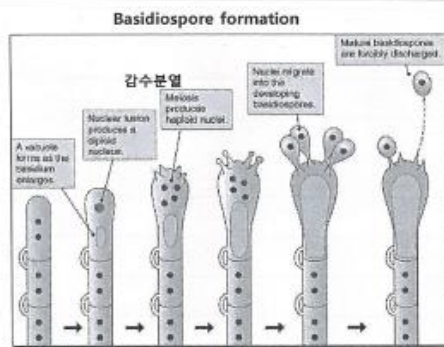 Basidiospore formation
Mature basidiospores
are forcibly discharged.
감수분열
Nuclei migrate
into the
developing
basidiospores.
Meiosis
produces
haploid nuclei.
Nuclear fusion
produces a
diploid
nucleus.
A vacuole
forms as the
basidium
enlarges.